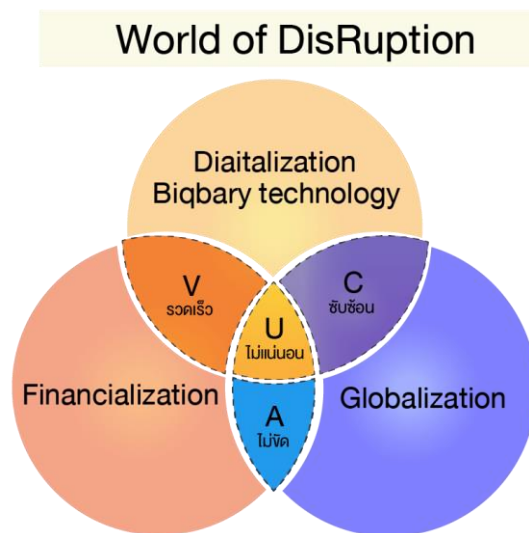 World of DisRuption
Diaitalization
Biqbary technology
V
รวดเร็ว
C
ซับซ้อน
U
ไม่แน่นอน
Financialization
Globalization
A
ไม่ขัด